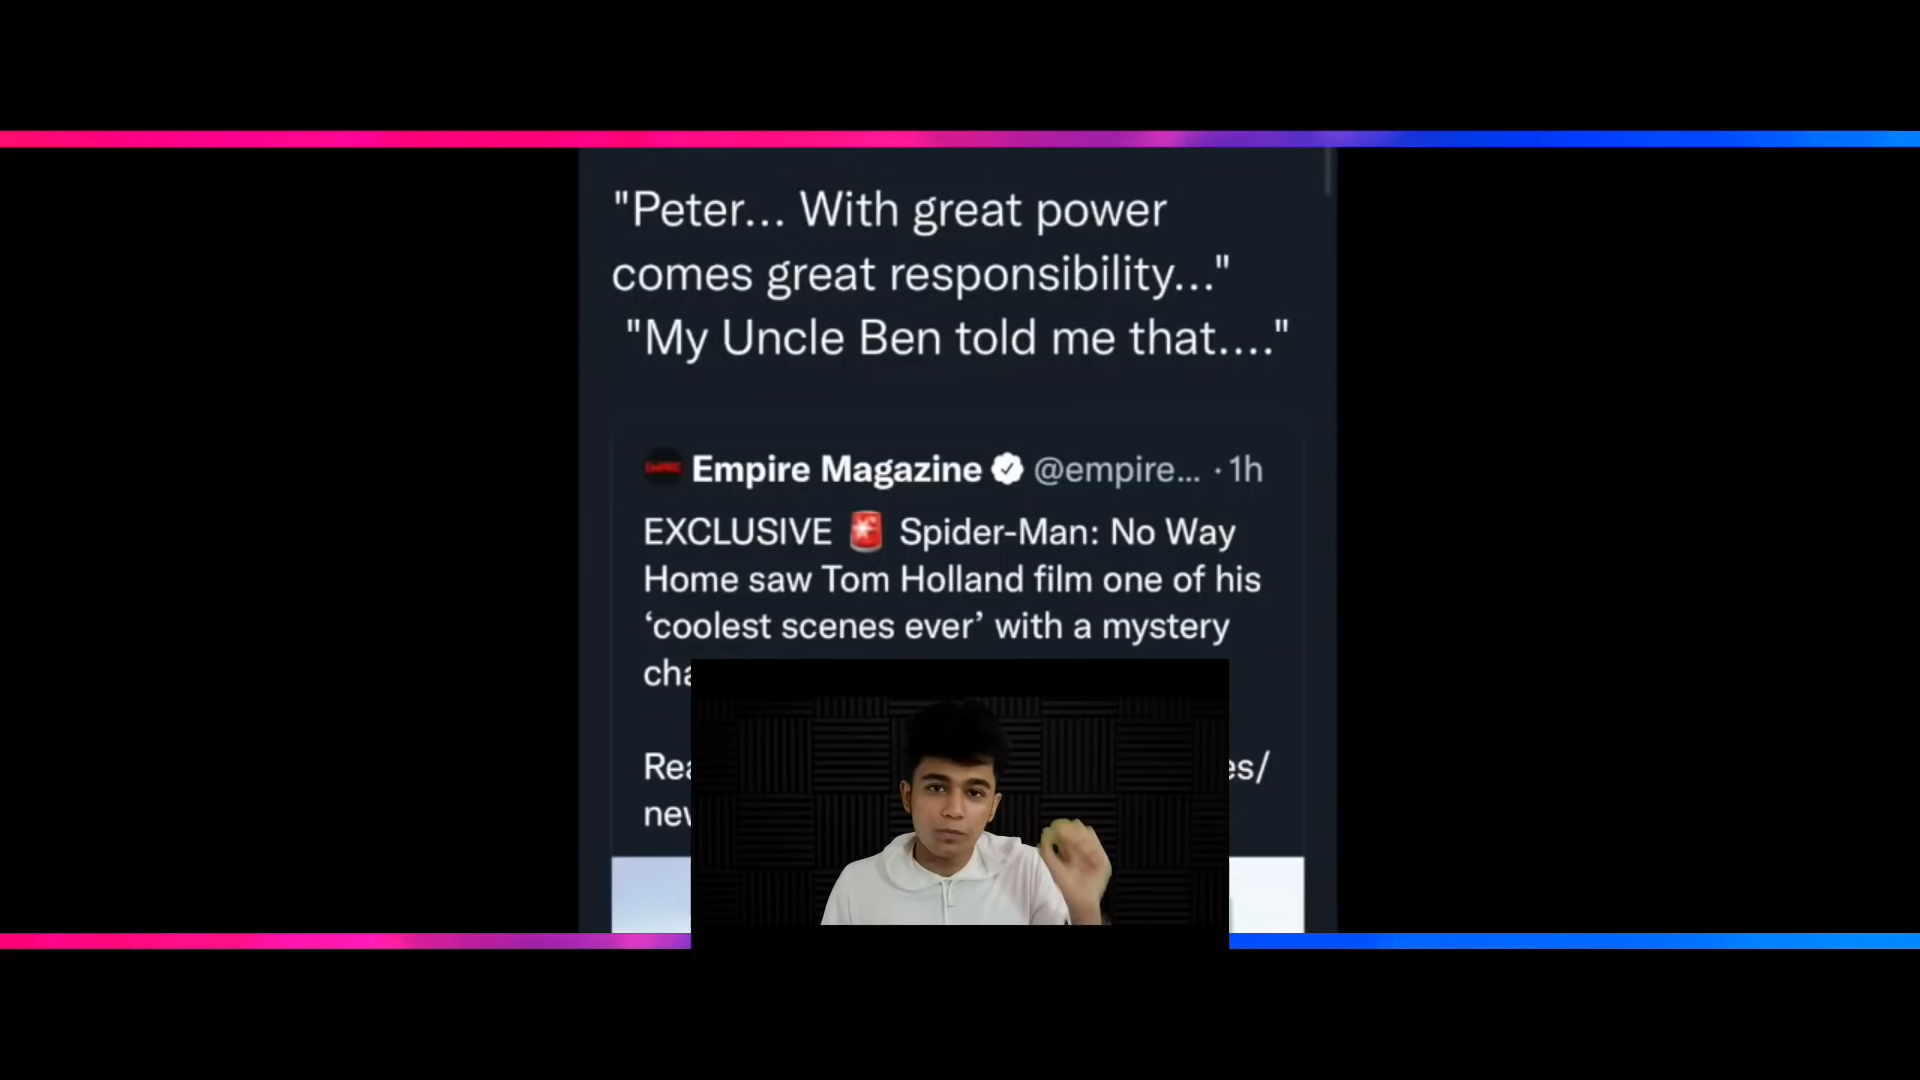 "Peter... With great power
comes great responsibility..."
"My Uncle Ben told me that...."
EMPIRE
Empire Magazine @empire... · 1h
EXCLUSIVE 🚨 Spider-Man: No Way
Home saw Tom Holland film one of his
‘coolest scenes ever’ with a mystery